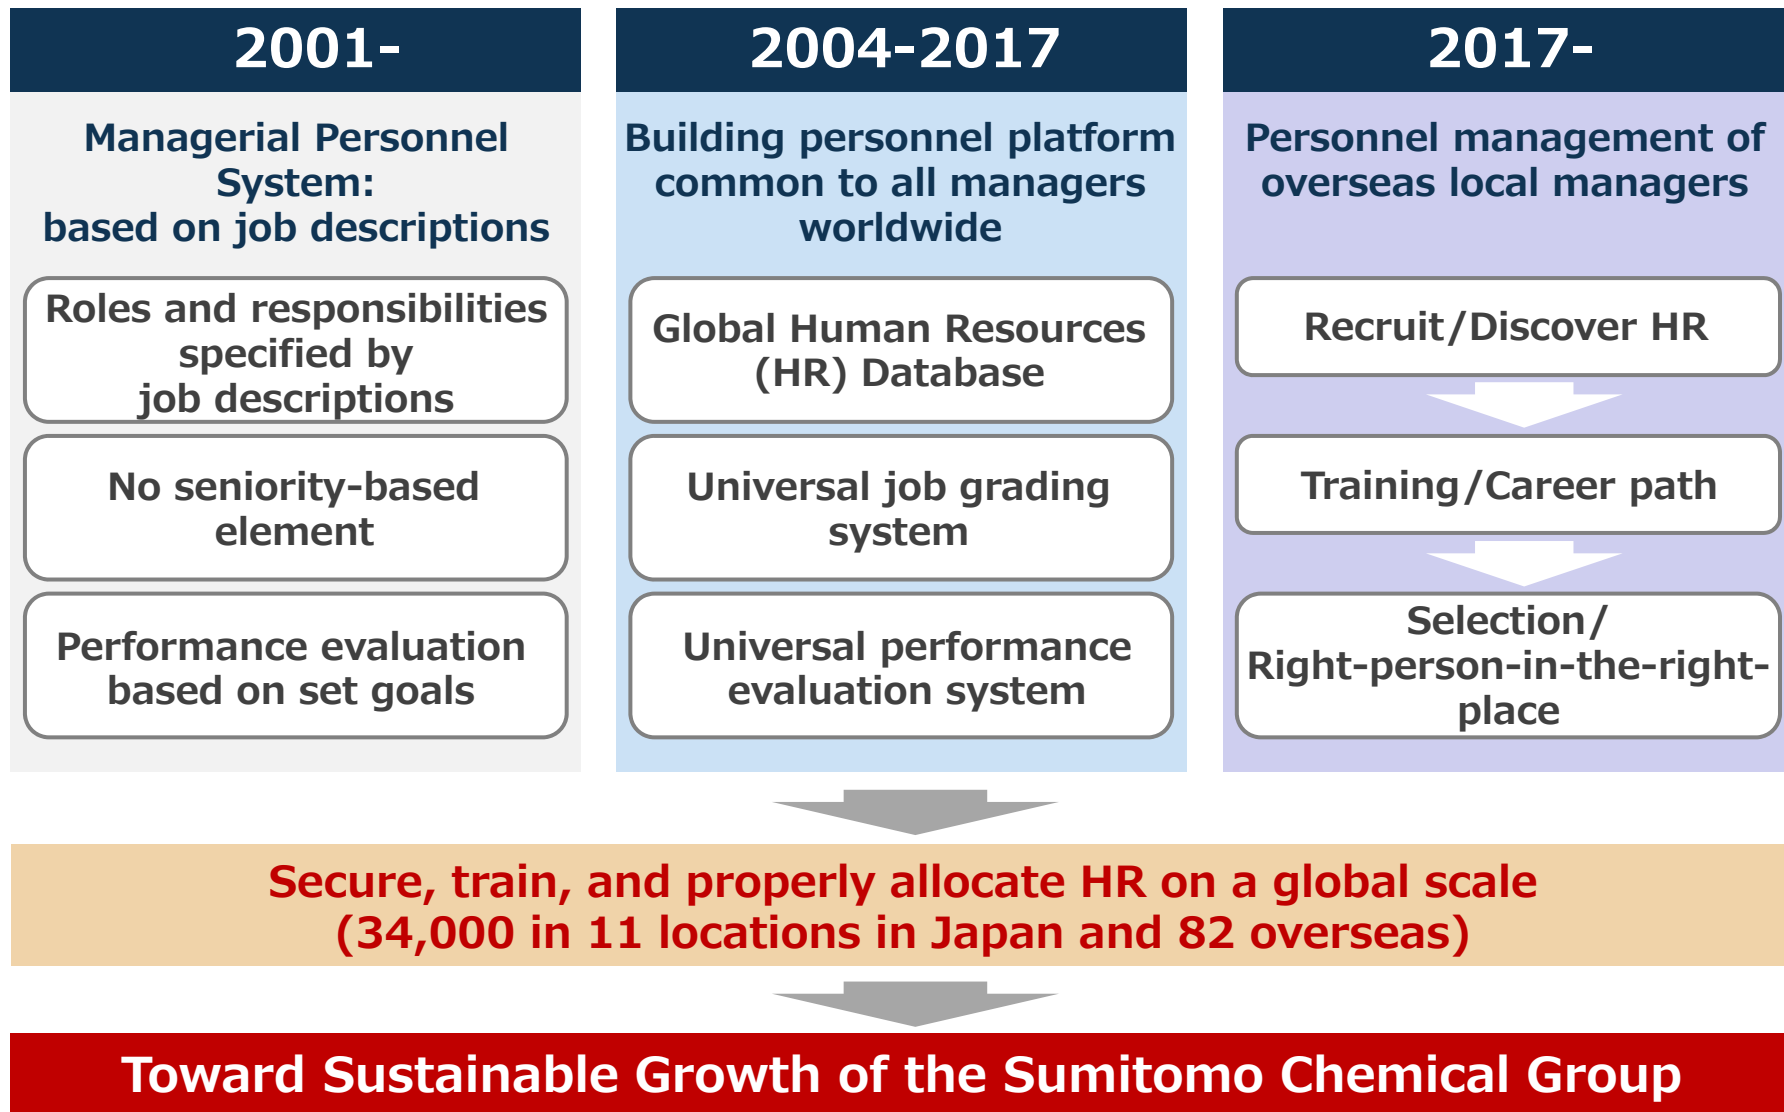 2001-
Managerial Personnel
System:
based on job descriptions
Roles and responsibilities
specified by
job descriptions
No seniority-based
element
Performance evaluation
based on set goals
2004-2017
Building personnel platform
common to all managers
worldwide
Global Human Resources
(HR) Database
Universal job grading
system
Universal performance
evaluation system
2017-
Personnel management of
overseas local managers
Recruit/Discover HR
Training/Career path
Selection/
Right-person-in-the-right-
place
Secure, train, and properly allocate HR on a global scale
(34,000 in 11 locations in Japan and 82 overseas)
Toward Sustainable Growth of the Sumitomo Chemical Group